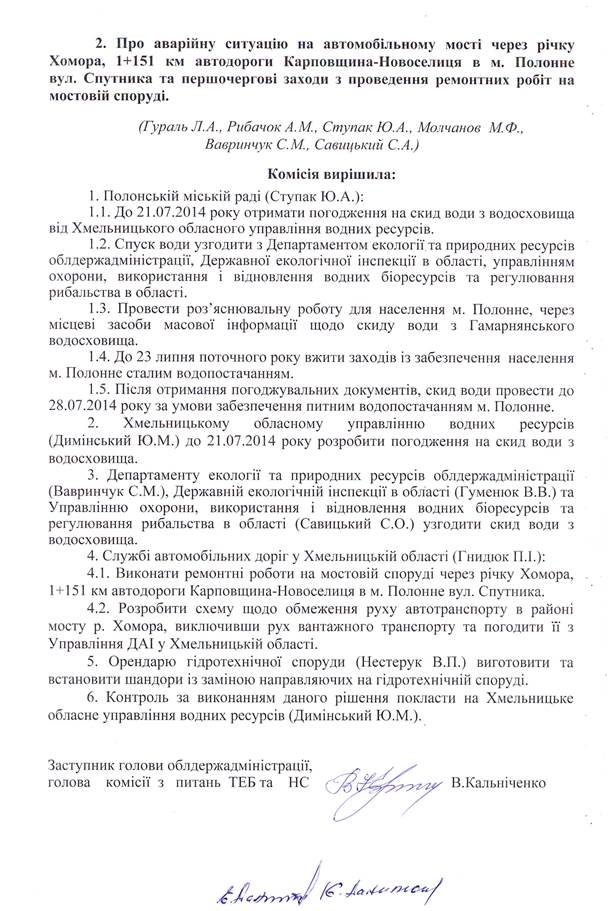 2. Про аварійну ситуацію на автомобільному мості через річку
Хомора, 1+151 км автодороги Карповщина-Новоселиця в м. Полонне
вул. Спутника та першочергові заходи з проведення ремонтних робіт на
мостовій споруді.
(Гураль Л.А., Рибачок А.М., Ступак Ю.А., Молчанов М.Ф.,
Вавринчук С.М., Савицький С.А.)
Комісія вирішила:
1. Полонській міській раді (Ступак Ю.А.):
1.1. До 21.07.2014 року отримати погодження на скид води з водосховища
від Хмельницького обласного управління водних ресурсів.
1.2. Спуск води узгодити з Департаментом екології та природних ресурсів
облдержадміністрації, Державної екологічної інспекції в області, управлінням
охорони, використання і відновлення водних біоресурсів та регулювання
рибальства в області.
1.3. Провести роз’яснювальну роботу для населення м. Полонне, через
місцеві засоби масової інформації щодо скиду води з Гамарнянського
водосховища.
1.4. До 23 липня поточного року вжити заходів із забезпечення населення
м. Полонне сталим водопостачанням.
1.5. Після отримання погоджувальних документів, скид води провести до
28.07.2014 року за умови забезпечення питним водопостачанням м. Полонне.
2. Хмельницькому обласному управлінню водних ресурсів
(Димінський Ю.М.) до 21.07.2014 року розробити погодження на скид води з
водосховища.
3. Департаменту екології та природних ресурсів облдержадміністрації
(Вавринчук С.М.), Державній екологічній інспекції в області (Гуменюк В.В.) та
Управлінню охорони, використання і відновлення водних біоресурсів та
регулювання рибальства в області (Савицький С.О.) узгодити скид води з
водосховища.
4. Службі автомобільних доріг у Хмельницькій області (Гнидюк П.І.):
4.1. Виконати ремонтні роботи на мостовій споруді через річку Хомора,
1+151 км автодороги Карповщина-Новоселиця в м. Полонне вул. Спутника.
4.2. Розробити схему щодо обмеження руху автотранспорту в районі
мосту р. Хомора, виключивши рух вантажного транспорту та погодити її з
Управління ДАІ у Хмельницькій області.
5. Орендарю гідротехнічної споруди (Нестерук В.П.) виготовити та
встановити шандори із заміною направляючих на гідротехнічній споруді.
6. Контроль за виконанням даного рішення покласти на Хмельницьке
обласне управління водних ресурсів (Димінський Ю.М.).
Заступник голови облдержадміністрації,
голова комісії з питань ТЕБ та НС В.Кальніченко